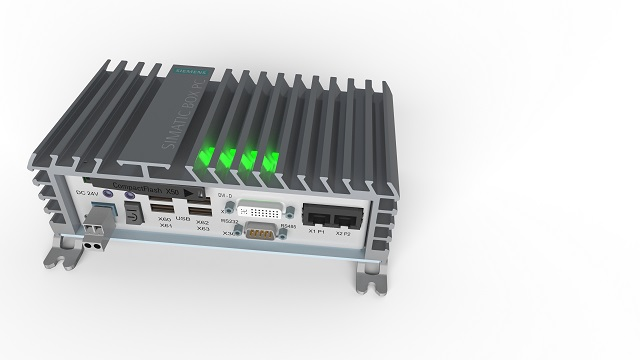 SIEMENS
SIMATIC BOX PC
CompactFlash X50
DC 24V
DVI-D
X60
USB
X62
X61
X63
RS232
RS485
X30
X1 P1
X2 P2